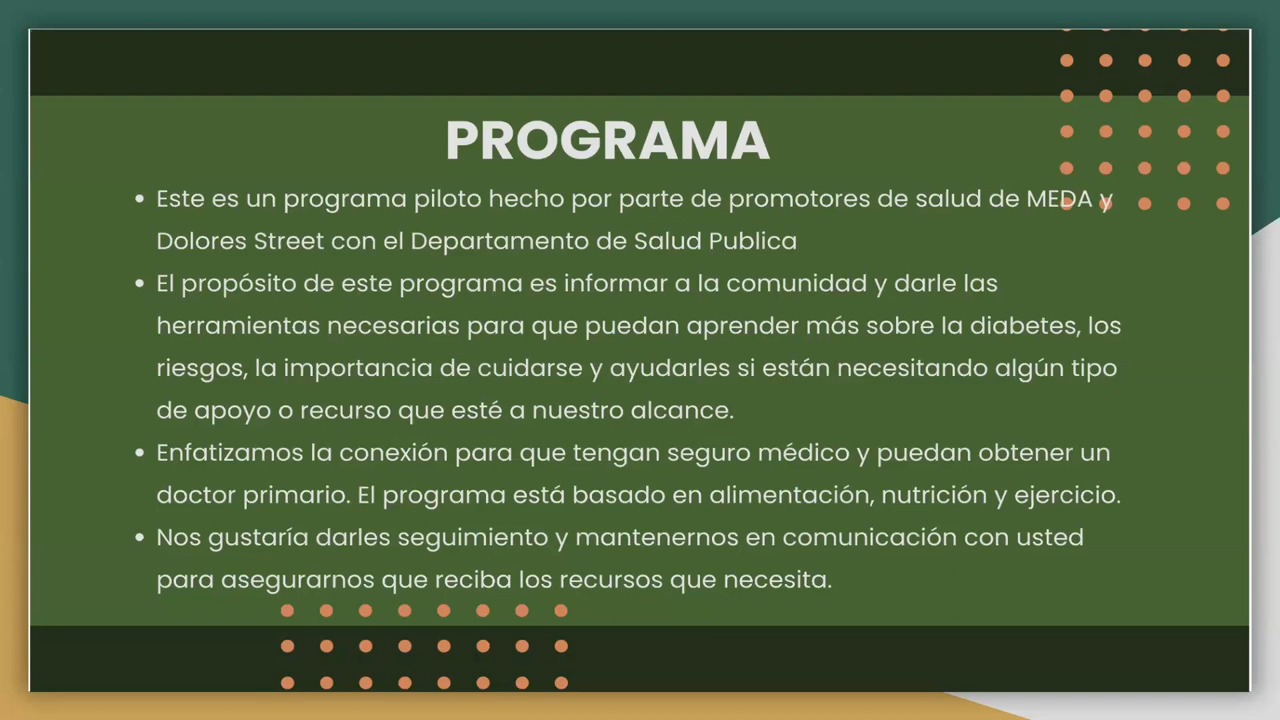 PROGRAMA
• Este es un programa piloto hecho por parte de promotores de salud de MEDA y
Dolores Street con el Departamento de Salud Publica
• El propósito de este programa es informar a la comunidad y darle las
herramientas necesarias para que puedan aprender más sobre la diabetes, los
riesgos, la importancia de cuidarse y ayudarles si están necesitando algún tipo
de apoyo o recurso que esté a nuestro alcance.
• Enfatizamos la conexión para que tengan seguro médico y puedan obtener un
doctor primario. El programa está basado en alimentación, nutrición y ejercicio.
• Nos gustaría darles seguimiento y mantenernos en comunicación con usted
para asegurarnos que reciba los recursos que necesita.